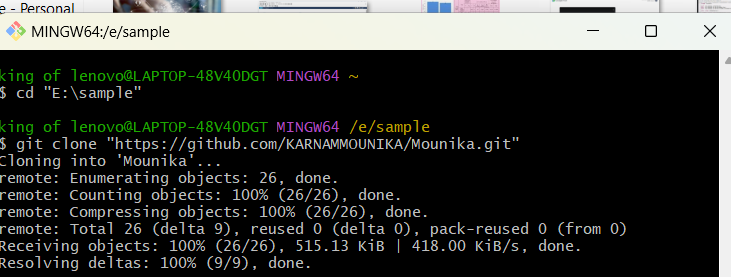 e - Personal
MINGW64:/e/sample
king of lenovo@LAPTOP-48V40DGT MINGW64 ~
$ cd "E:\sample"
king of lenovo@LAPTOP-48V40DGT MINGW64 /e/sample
$ git clone "https://github.com/KARNAMMOUNIKA/Mounika.git"
Cloning into 'Mounika'...
remote: Enumerating objects: 26, done.
remote: Counting objects: 100% (26/26), done.
remote: Compressing objects: 100% (26/26), done.
remote: Total 26 (delta 9), reused 0 (delta 0), pack-reused 0 (from 0)
Receiving objects: 100% (26/26), 515.13 KiB | 418.00 KiB/s, done.
Resolving deltas: 100% (9/9), done.